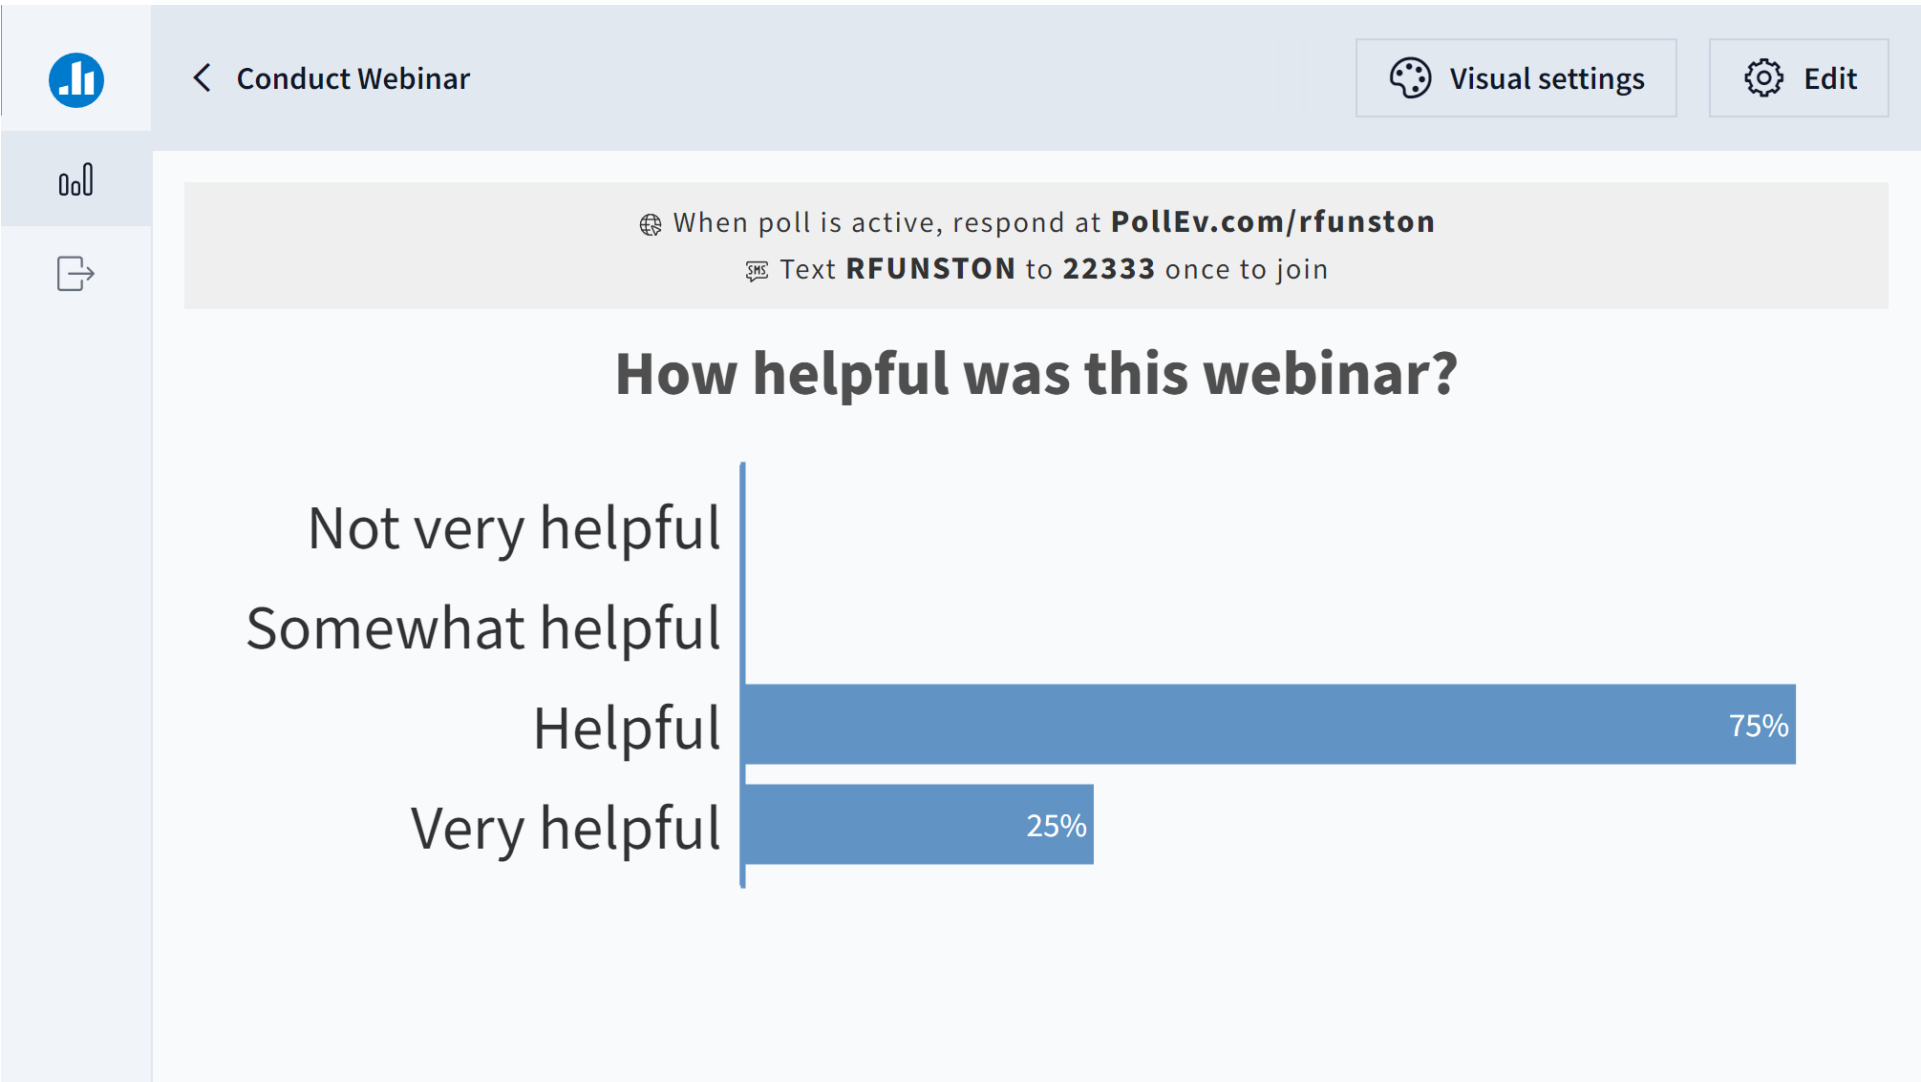 Conduct Webinar
Visual settings
Edit
When poll is active, respond at PollEv.com/rfunston
SMS Text RFUNSTON to 22333 once to join
How helpful was this webinar?
Not very helpful
Somewhat helpful
Helpful
75%
Very helpful
25%